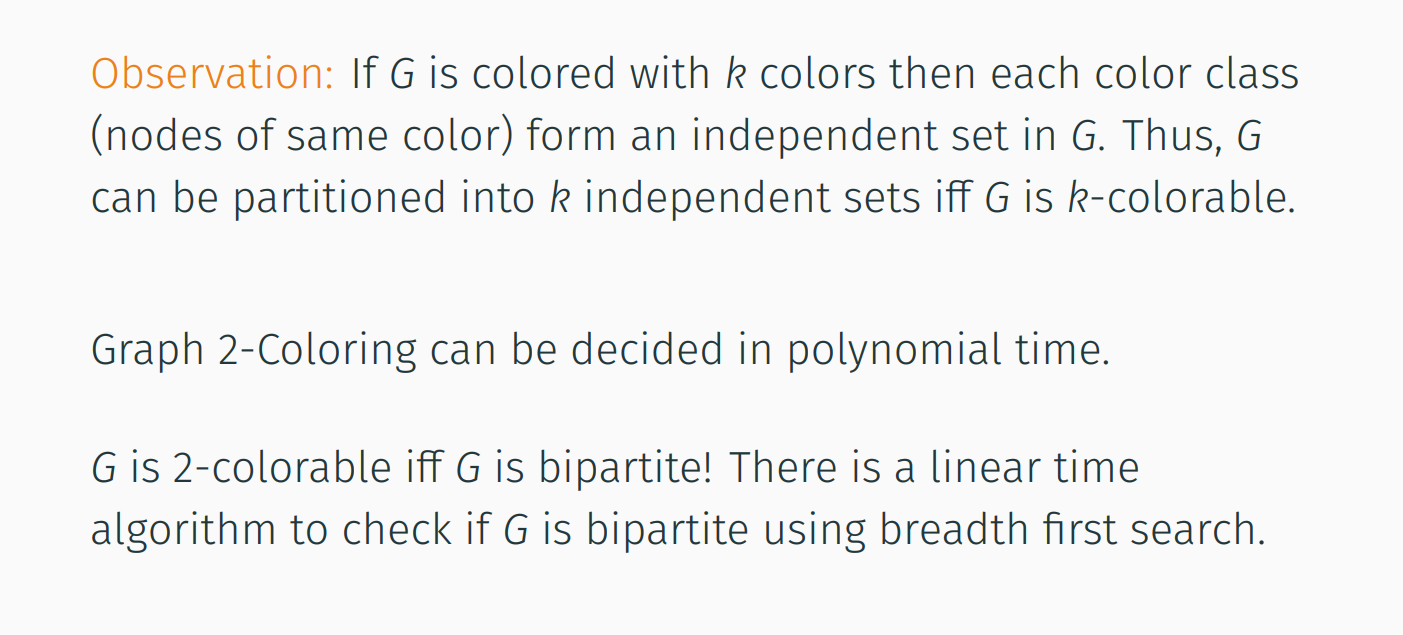 Observation: If G is colored with k colors then each color class
(nodes of same color) form an independent set in G. Thus, G
can be partitioned into k independent sets iff G is k-colorable.
Graph 2-Coloring can be decided in polynomial time.
G is 2-colorable iff G is bipartite! There is a linear time
algorithm to check if G is bipartite using breadth first search.